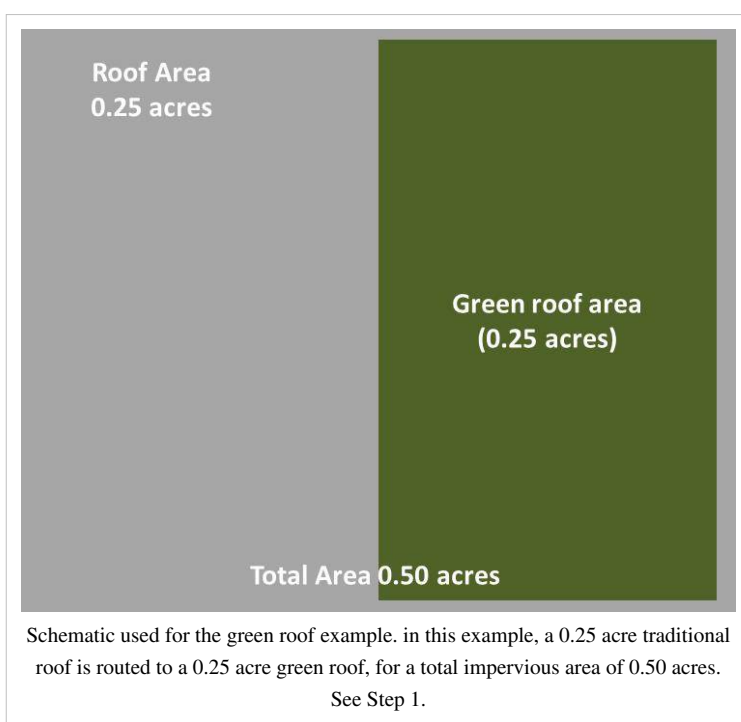 Roof Area
0.25 acres
Green roof area
(0.25 acres)
Total Area 0.50 acres
Schematic used for the green roof example. in this example, a 0.25 acre traditional
roof is routed to a 0.25 acre green roof, for a total impervious area of 0.50 acres.
See Step 1.